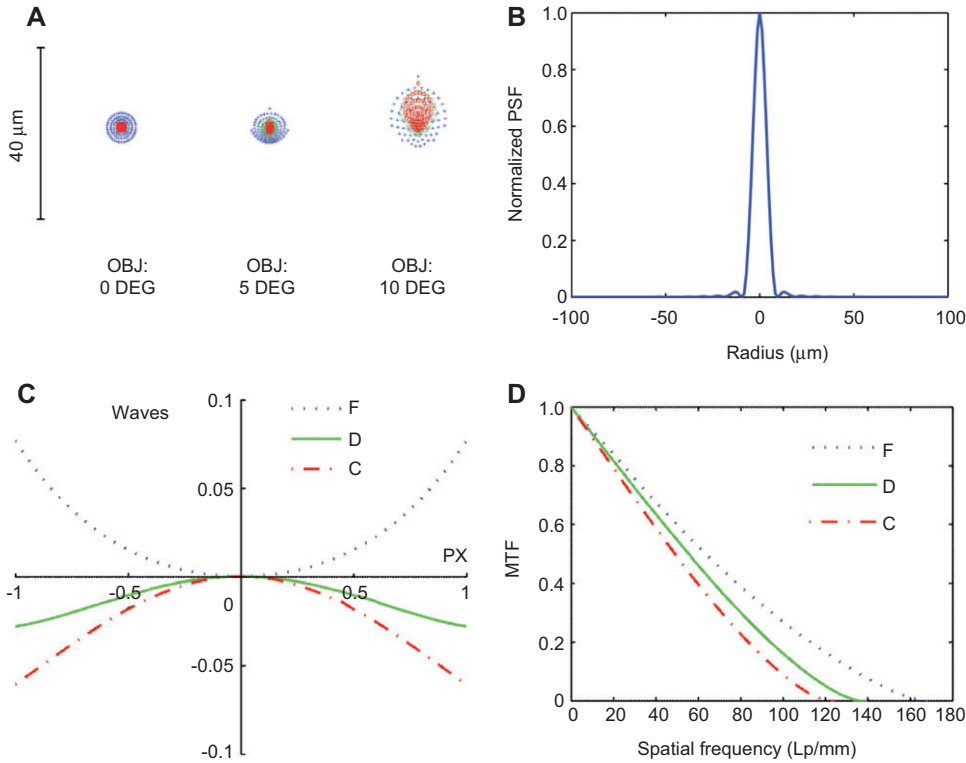 A
40 μm
OBJ:
0 DEG
OBJ:
5 DEG
OBJ:
10 DEG
B
Normalized PSF
1.0
0.8
0.6
0.4
0.2
0
-100
-50
0
50
100
Radius (μm)
C
Waves
0.1
0.05
0
-0.05
-0.1
F
D
C
PX
-1
-0.5
0.5
1
D
MTF
1.0
0.8
0.6
0.4
0.2
0
F
D
C
0
20
40
60
80
100
120
140
160
180
Spatial frequency (Lp/mm)